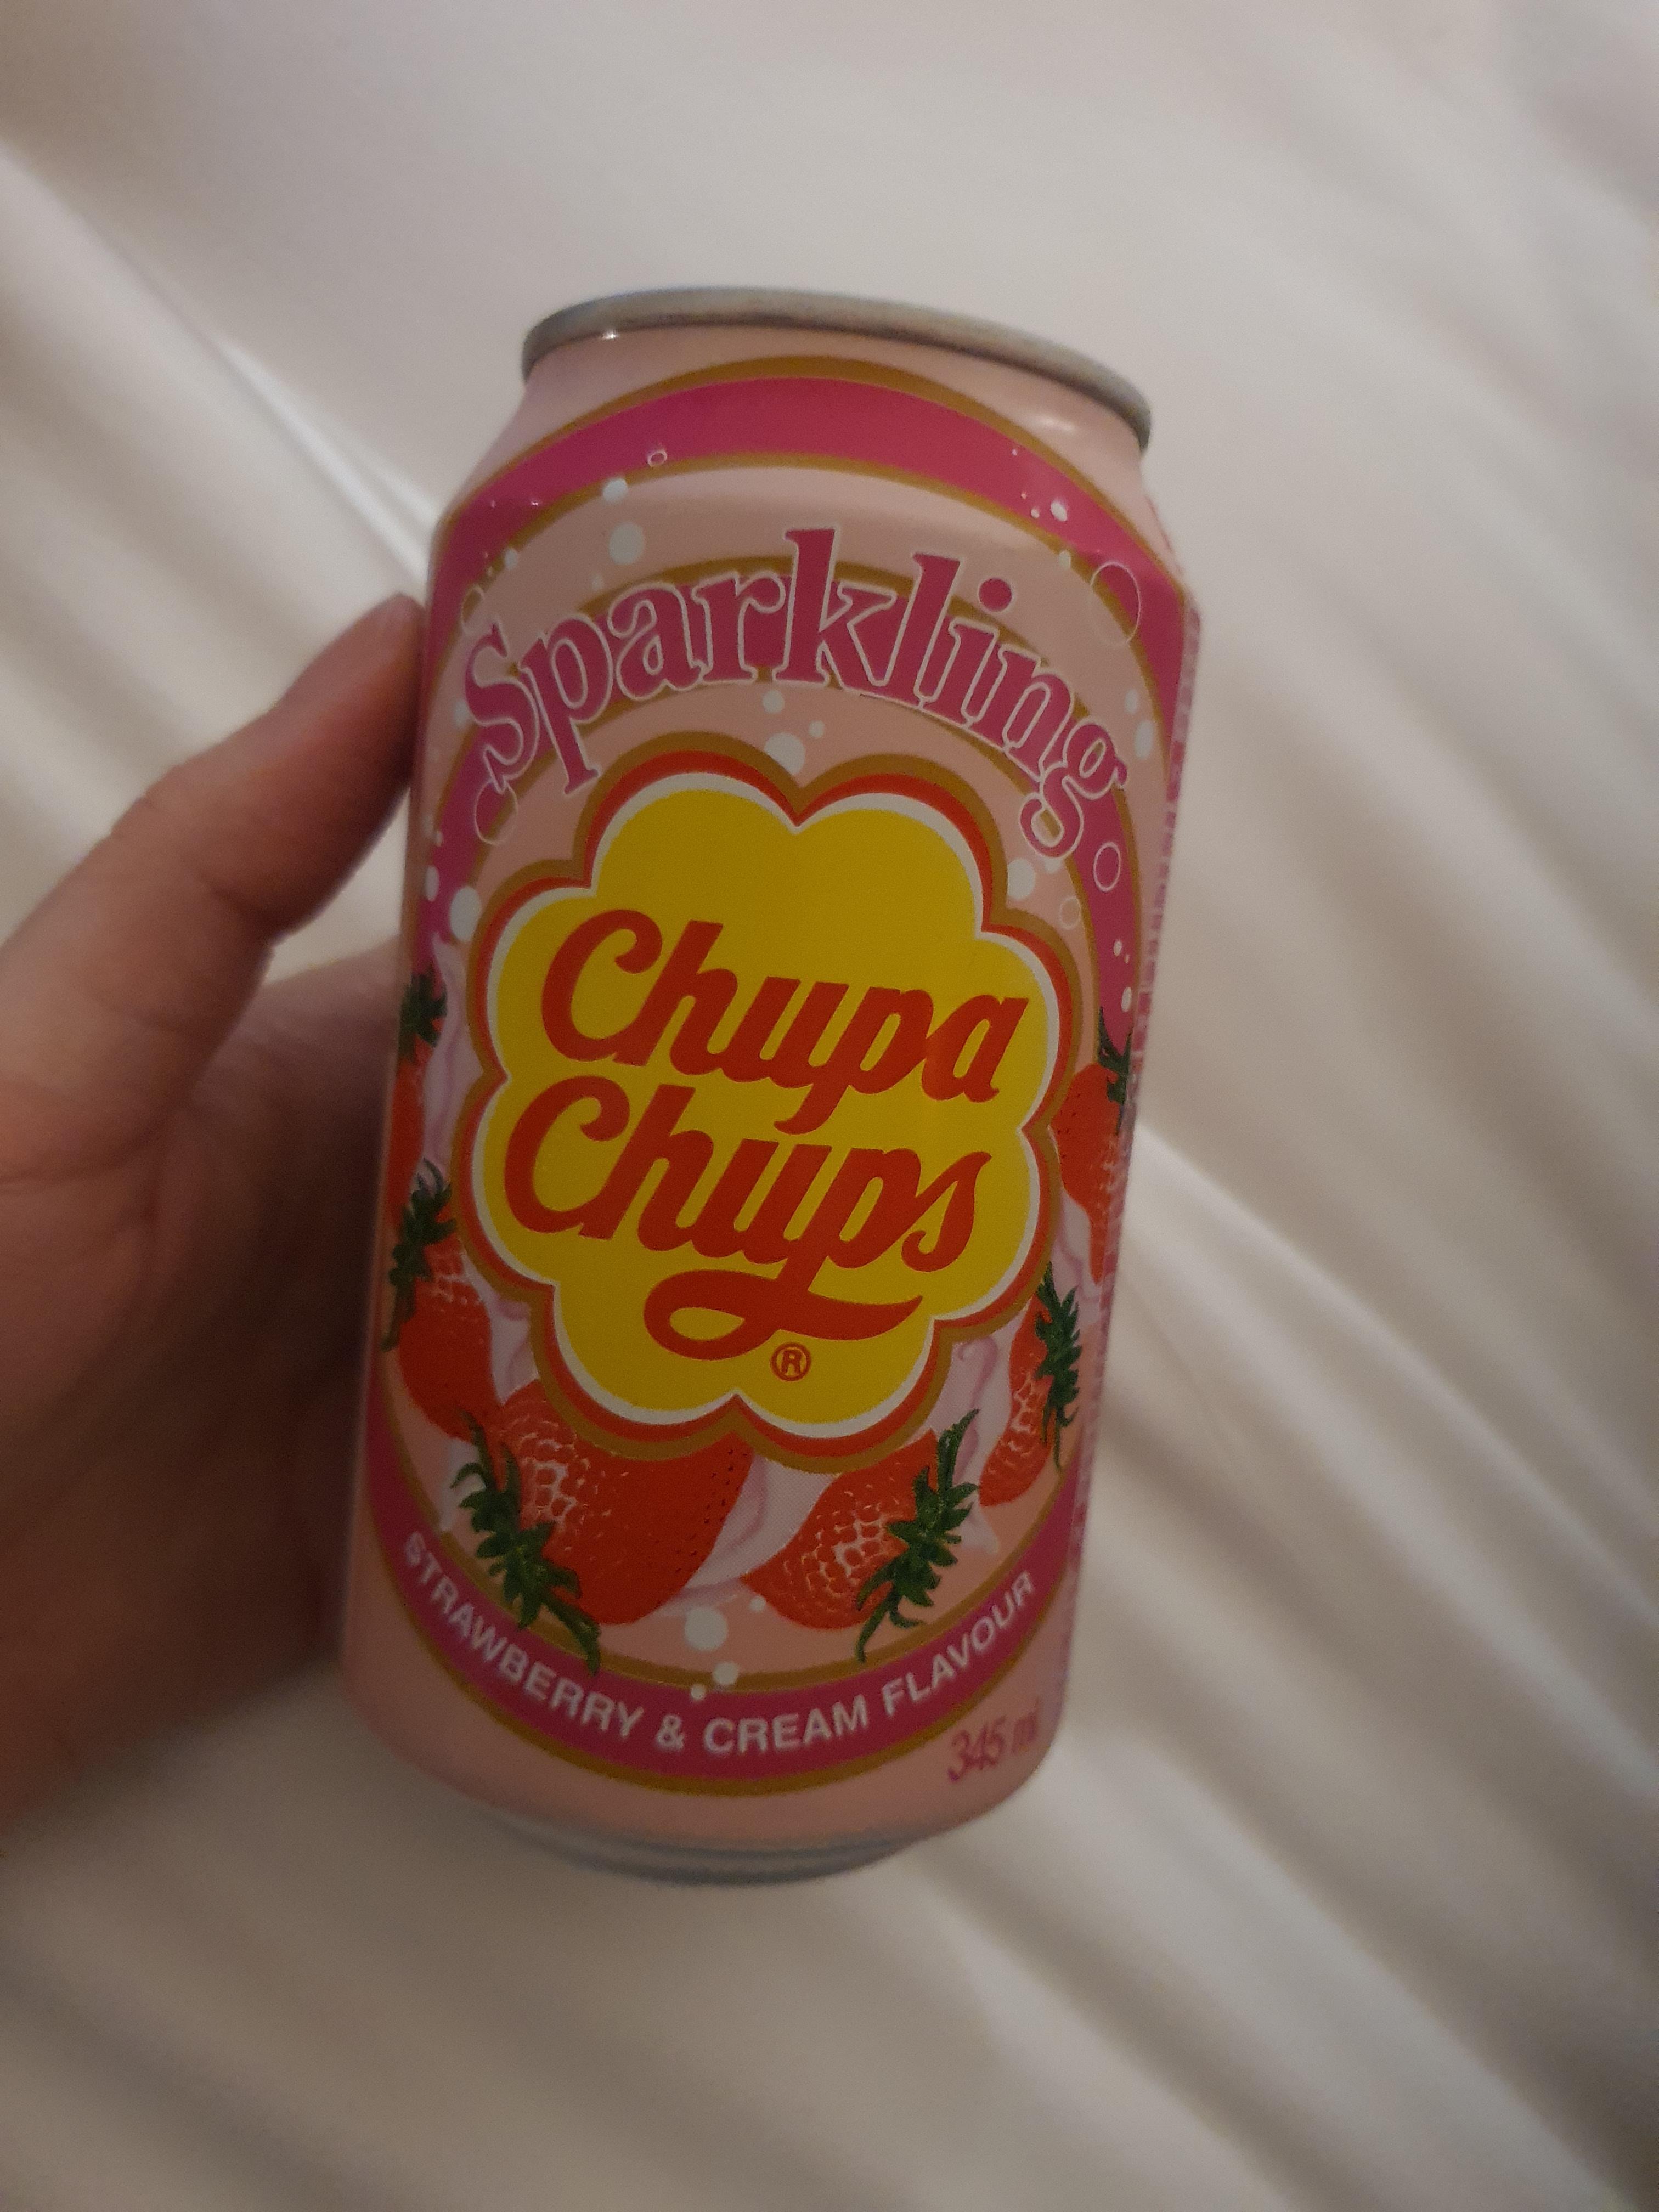 Sparkling
Chupa
Chups
®
STRAWBERRY & CREAM FLAVOUR
345 ml